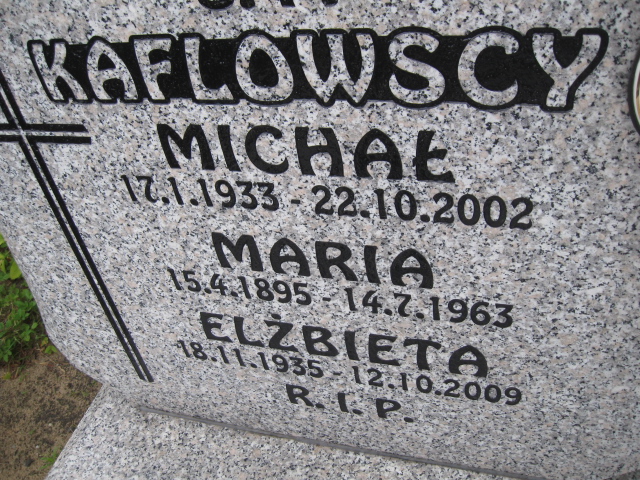 KAFLOWSCY
MICHAŁ
17.1.1933 - 22.10.2002
MARIA
15.4.1895 - 14.7.1963
ELŻBIETA
18.11.1935 - 12.10.2009
R. I. P.